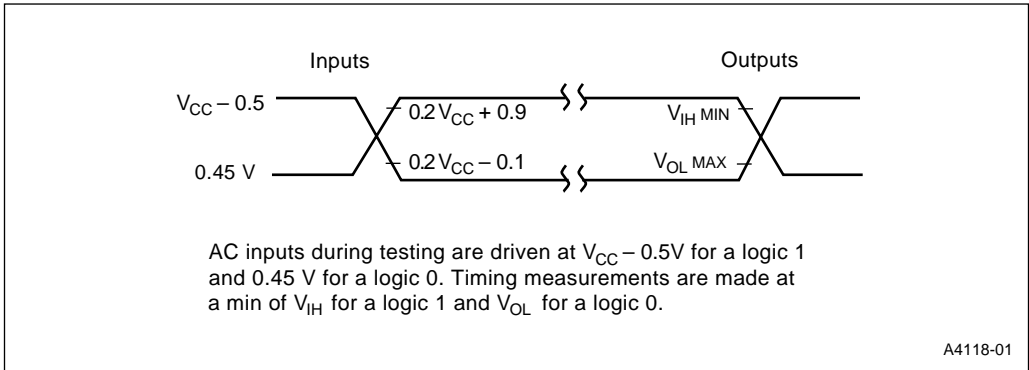 Inputs Outputs
VCC – 0.5 0.2 VCC + 0.9 VIH MIN
0.45 V 0.2 VCC – 0.1 VOL MAX
AC inputs during testing are driven at VCC – 0.5V for a logic 1
and 0.45 V for a logic 0. Timing measurements are made at
a min of VIH for a logic 1 and VOL for a logic 0.
A4118-01